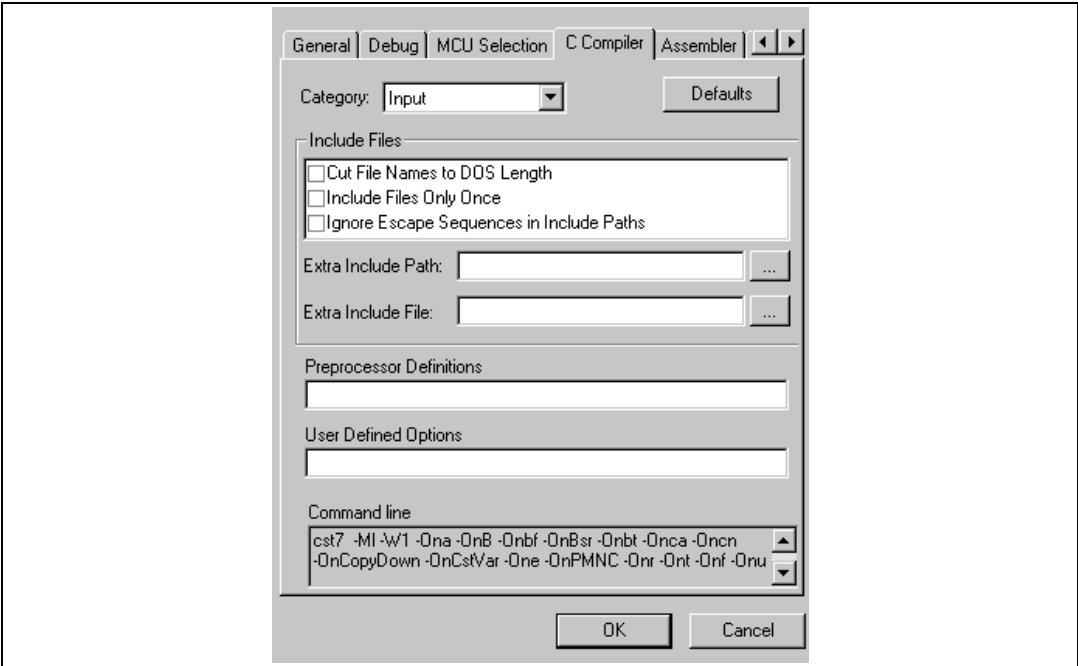 General Debug MCU Selection C Compiler Assembler
Category: Input Defaults
Include Files
Cut File Names to DOS Length
Include Files Only Once
Ignore Escape Sequences in Include Paths
Extra Include Path: ...
Extra Include File: ...
Preprocessor Definitions
User Defined Options
Command line
cst7 -Ml -W1 -Ona -OnB -Onbf -OnBsr -Onbt -Onca -Oncn
-OnCopyDown -OnCstVar -One -OnPMNC -Onr -Ont -Onf -Onu
OK Cancel